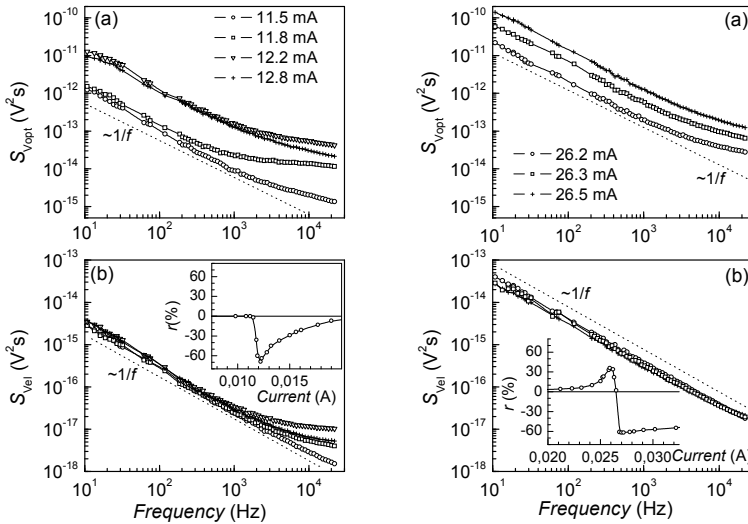 (a)
11.5 mA
11.8 mA
12.2 mA
12.8 mA
10⁻¹⁰
10⁻¹¹
10⁻¹²
10⁻¹³
10⁻¹⁴
10⁻¹⁵
S_Vopt (V²s)
~1/f
10¹ 10² 10³ 10⁴
Frequency (Hz)
(b)
10⁻¹³
10⁻¹⁴
10⁻¹⁵
10⁻¹⁶
10⁻¹⁷
10⁻¹⁸
S_Vel (V²s)
~1/f
r(%)
60
30
0
-30
-60
0,010 0,015
Current (A)
10¹ 10² 10³ 10⁴
Frequency (Hz)
(a)
10⁻¹⁰
10⁻¹¹
10⁻¹²
10⁻¹³
10⁻¹⁴
10⁻¹⁵
S_Vopt (V²s)
26.2 mA
26.3 mA
26.5 mA
~1/f
10¹ 10² 10³ 10⁴
Frequency (Hz)
(b)
10⁻¹³
10⁻¹⁴
10⁻¹⁵
10⁻¹⁶
10⁻¹⁷
10⁻¹⁸
S_Vel (V²s)
~1/f
r (%)
60
30
0
-30
-60
0,020 0,025 0,030
Current (A)
10¹ 10² 10³ 10⁴
Frequency (Hz)